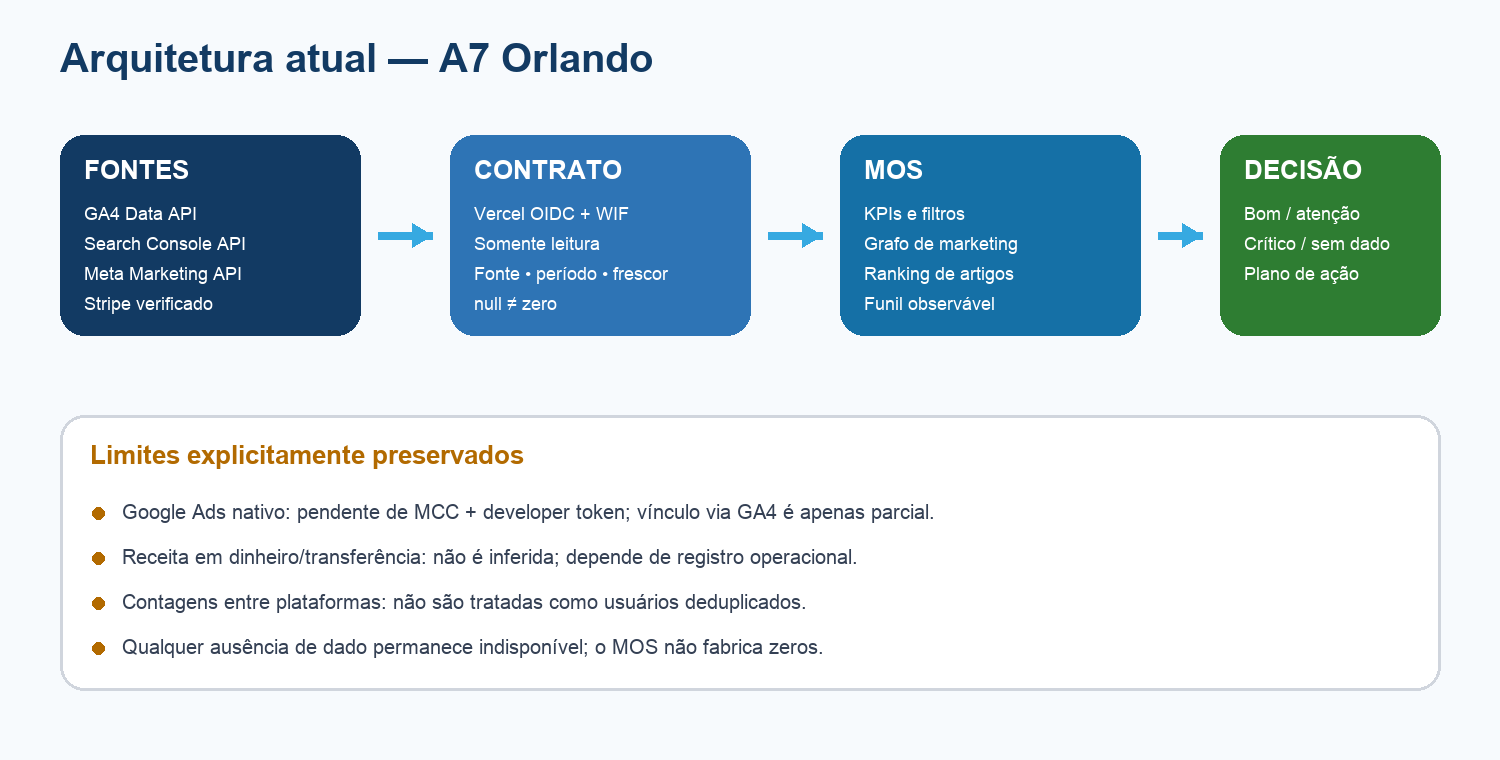 Arquitetura atual — A7 Orlando
FONTES
GA4 Data API
Search Console API
Meta Marketing API
Stripe verificado
CONTRATO
Vercel OIDC + WIF
Somente leitura
Fonte • período • frescor
null ≠ zero
MOS
KPIs e filtros
Grafo de marketing
Ranking de artigos
Funil observável
DECISÃO
Bom / atenção
Crítico / sem dado
Plano de ação
Limites explicitamente preservados
Google Ads nativo: pendente de MCC + developer token; vínculo via GA4 é apenas parcial.
Receita em dinheiro/transferência: não é inferida; depende de registro operacional.
Contagens entre plataformas: não são tratadas como usuários deduplicados.
Qualquer ausência de dado permanece indisponível; o MOS não fabrica zeros.